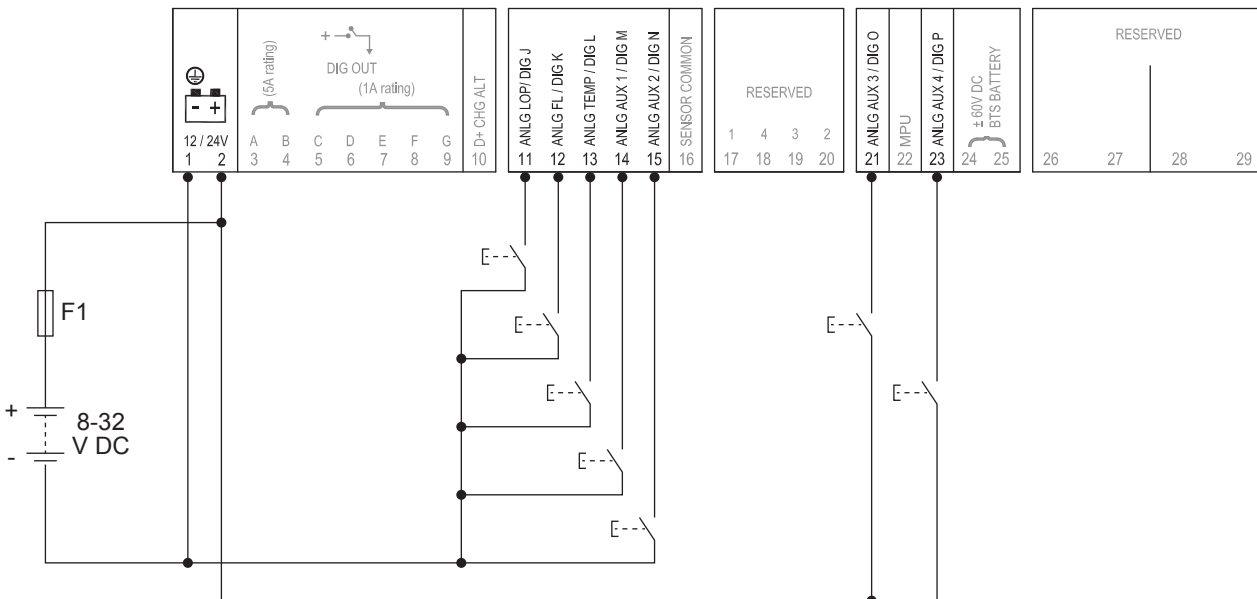 - +
12 / 24V
1 2
(5A rating)
A B
3 4
+
DIG OUT
(1A rating)
C D E F G
5 6 7 8 9
D+ CHG ALT
10
ANLG LOP/ DIG J
11
ANLG FL / DIG K
12
ANLG TEMP / DIG L
13
ANLG AUX 1 / DIG M
14
ANLG AUX 2 / DIG N
15
SENSOR COMMON
16
RESERVED
1 4 3 2
17 18 19 20
ANLG AUX 3 / DIG O
21
MPU
22
ANLG AUX 4 / DIG P
23
± 60V DC
BTS BATTERY
24 25
RESERVED
26 27 28 29
F1
+
8-32
V DC
-